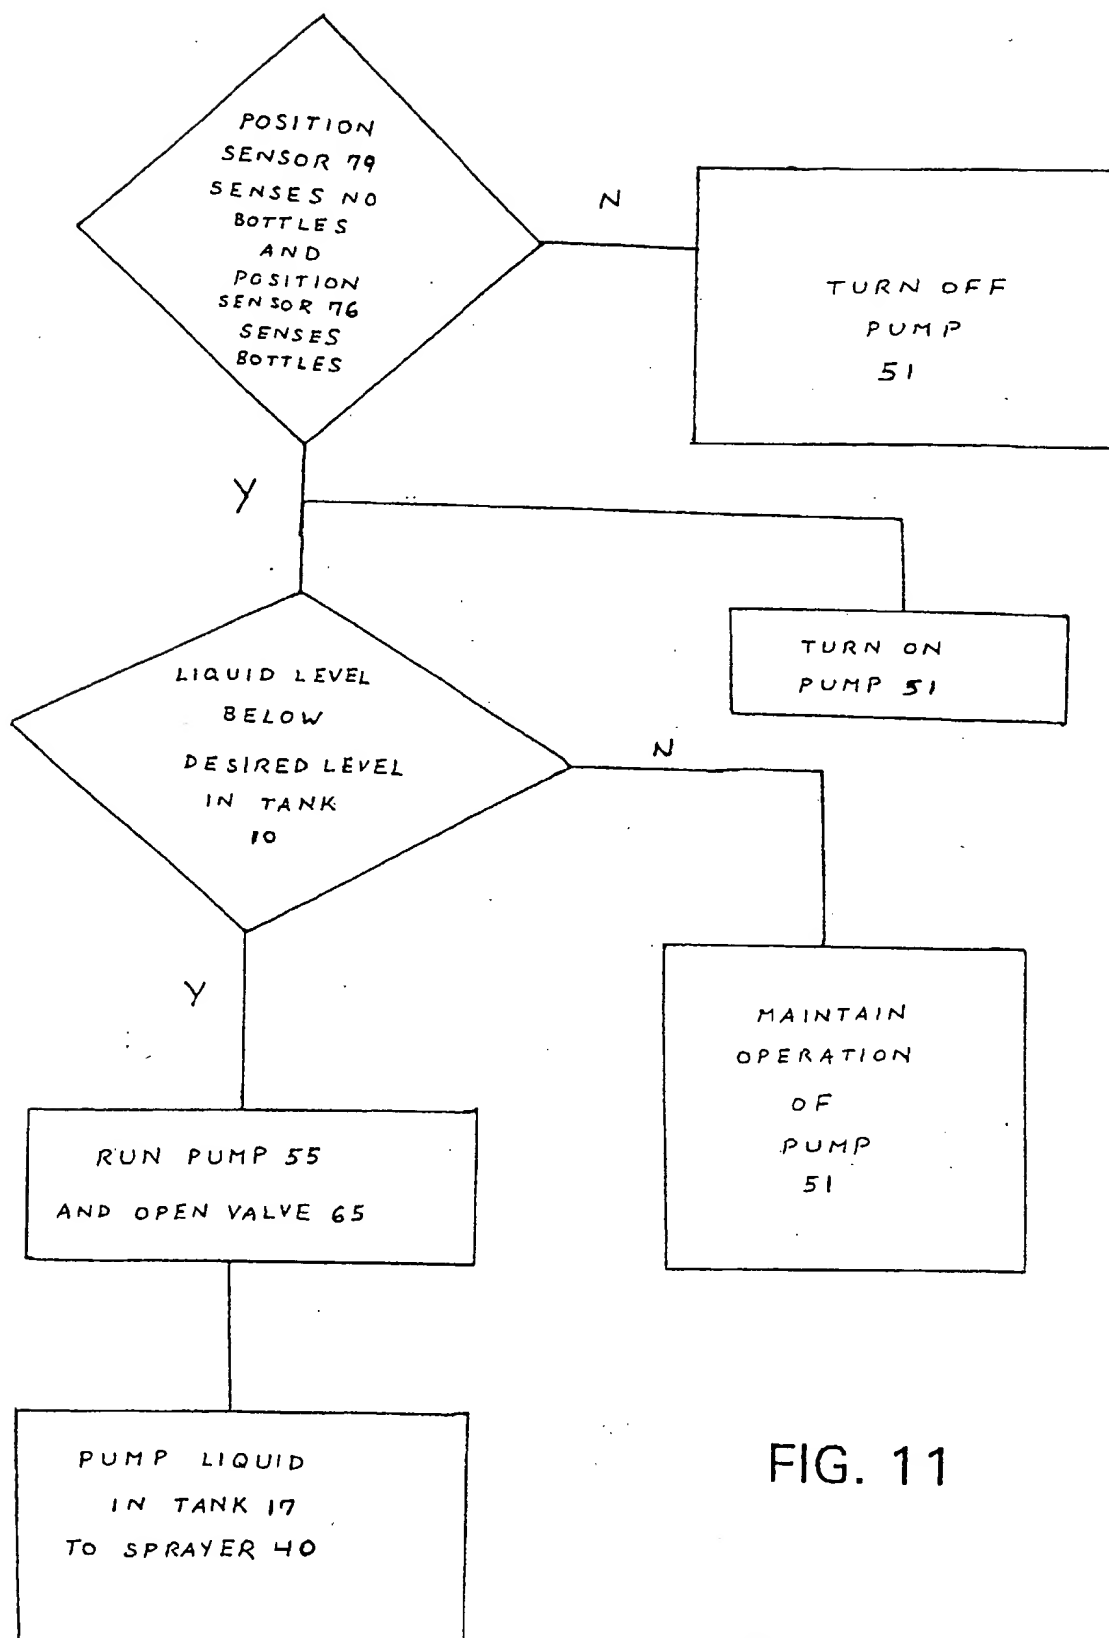 POSITION
SENSOR 79
SENSES NO
BOTTLES
AND
POSITION
SENSOR 76
SENSES
BOTTLES
N
TURN OFF
PUMP
51
Y
TURN ON
PUMP 51
LIQUID LEVEL
BELOW
DESIRED LEVEL
IN TANK
10
N
MAINTAIN
OPERATION
OF
PUMP
51
Y
RUN PUMP 55
AND OPEN VALVE 65
PUMP LIQUID
IN TANK 17
TO SPRAYER 40
FIG. 11